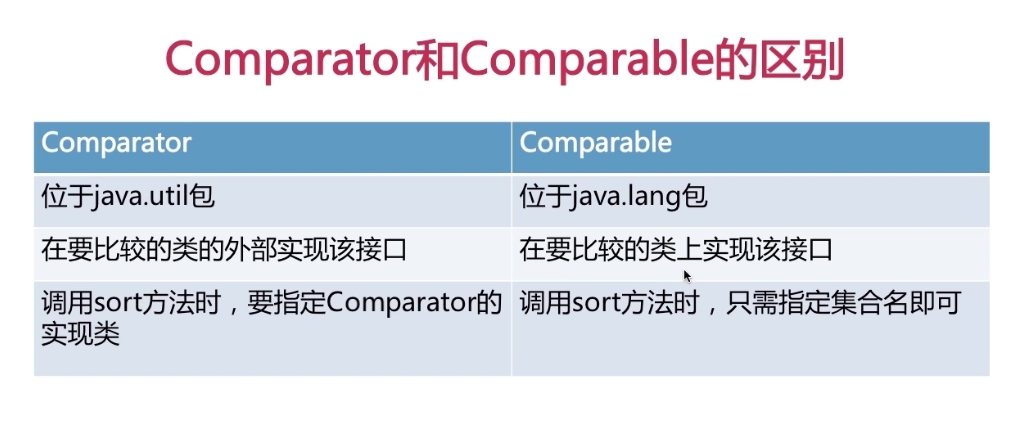 Comparator和Comparable的区别
Comparator
Comparable
位于java.util包
位于java.lang包
在要比较的类的外部实现该接口
在要比较的类上实现该接口
调用sort方法时，要指定Comparator的
实现类
调用sort方法时，只需指定集合名即可